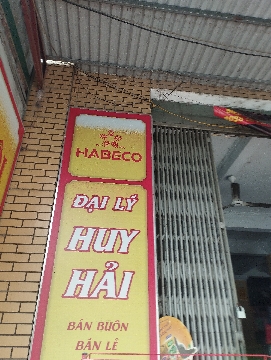 HABECO
ĐẠI LÝ
HUY
HẢI
BÁN BUÔN
BÁN LẺ